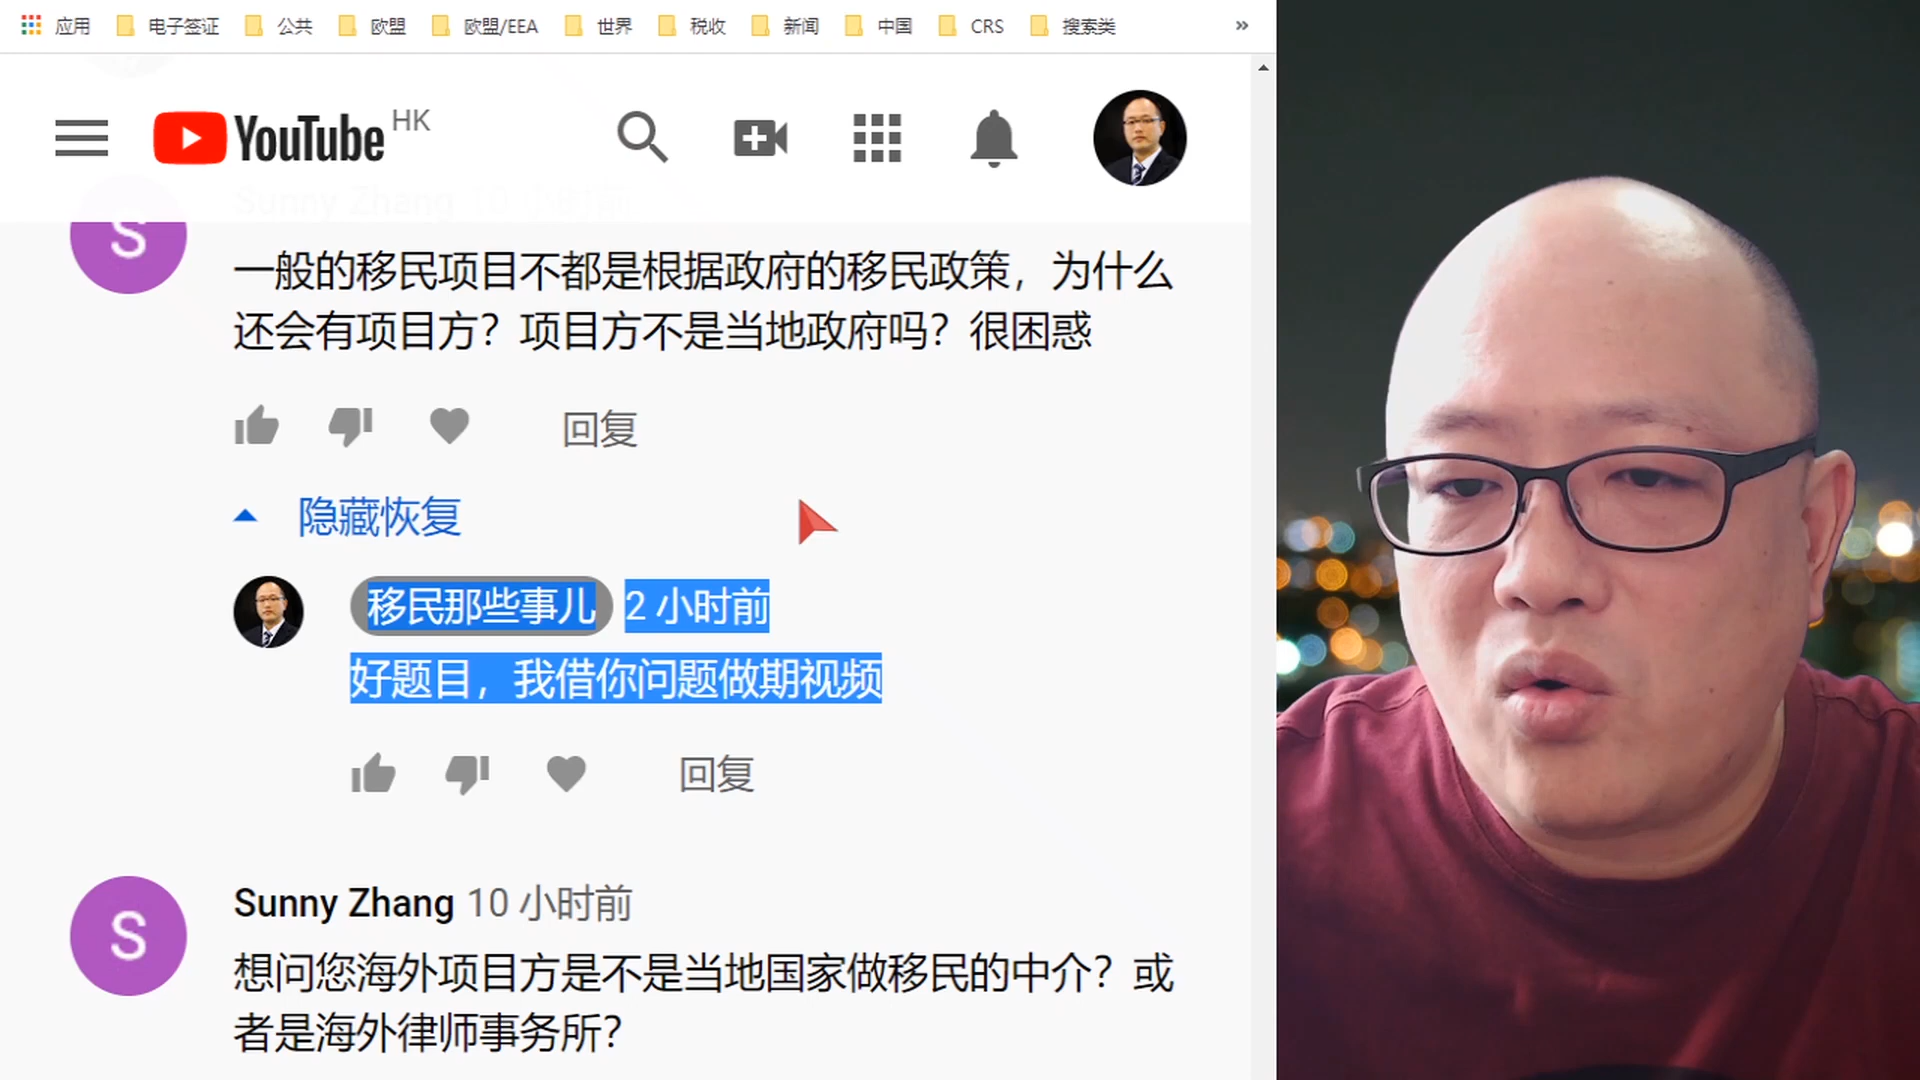 应用 电子签证 公共 欧盟 欧盟/EEA 世界 税收 新闻 中国 CRS 搜索类 »
YouTube HK
Sunny Zhang 10 小时前
S
一般的移民项目不都是根据政府的移民政策，为什么
还会有项目方？项目方不是当地政府吗？很困惑
回复
隐藏恢复
移民那些事儿 2 小时前
好题目，我借你问题做期视频
回复
S
Sunny Zhang 10 小时前
想问您海外项目方是不是当地国家做移民的中介？或
者是海外律师事务所？